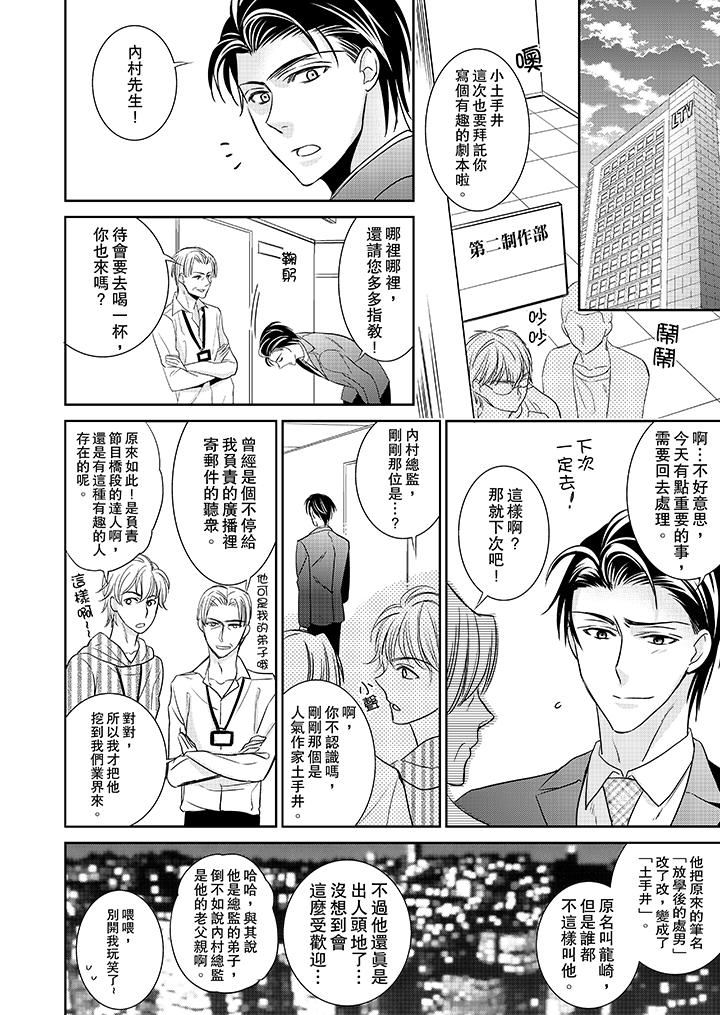 LTV
噢
小土手井
這次也要拜託你
寫個有趣的劇本啦。
第二制作部
吵吵
鬧鬧
內村先生！
哪裡哪裡，
還請您多多指教！
鞠躬
待會要去喝一杯，
你也來嗎？
啊…不好意思，
今天有點重要的事，
需要回去處理。
下次
一定去！
這樣啊？
那就下次吧！
內村總監，
剛剛那位是…？
小聲
啊，
你不認識嗎，
剛剛那個是
人氣作家土手井。
曾經是個不停給
我負責的廣播裡
寄郵件的聽眾。
他可是我的弟子哦
原來如此！是負責
節目橋段的達人啊，
還是有這種有趣的人
存在的呢。
這樣啊～
對對，
所以我才把他
挖到我們業界來。
他把原來的筆名
「放學後的處男」
改了改，變成了
「土手井」。
原名叫龍崎，
但是誰都
不這樣叫他。
不過他還真是
出人頭地了…
沒想到會
這麼受歡迎…
哈哈，與其說
他是總監的弟子，
倒不如說內村總監
是他的老父親啊。
喂喂，
別開我玩笑了～